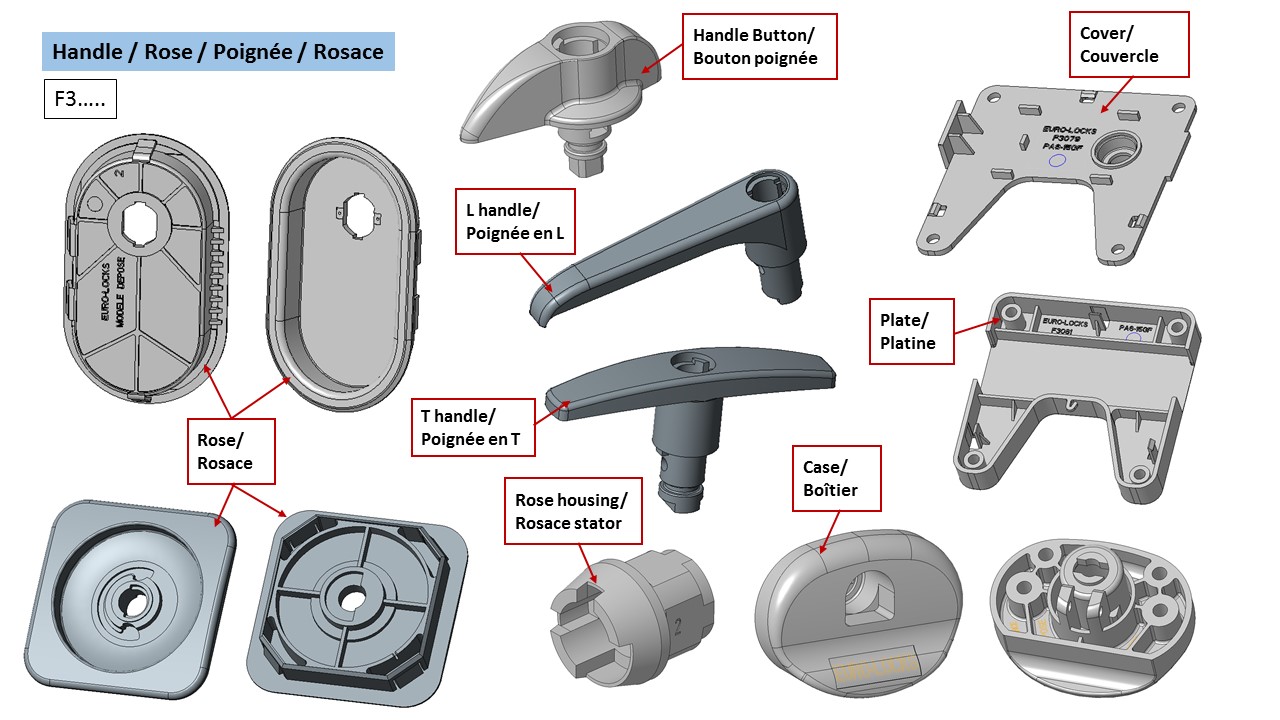 Handle / Rose / Poignée / Rosace
F3.....
Handle Button/
Bouton poignée
Cover/
Couvercle
EURO-LOCKS
F3079
PA6-150F
2
EURO-LOCKS
MODELE DEPOSE
L handle/
Poignée en L
Plate/
Platine
EURO-LOCKS
F3081
PA6-150F
T handle/
Poignée en T
Rose/
Rosace
Case/
Boîtier
Rose housing/
Rosace stator
2